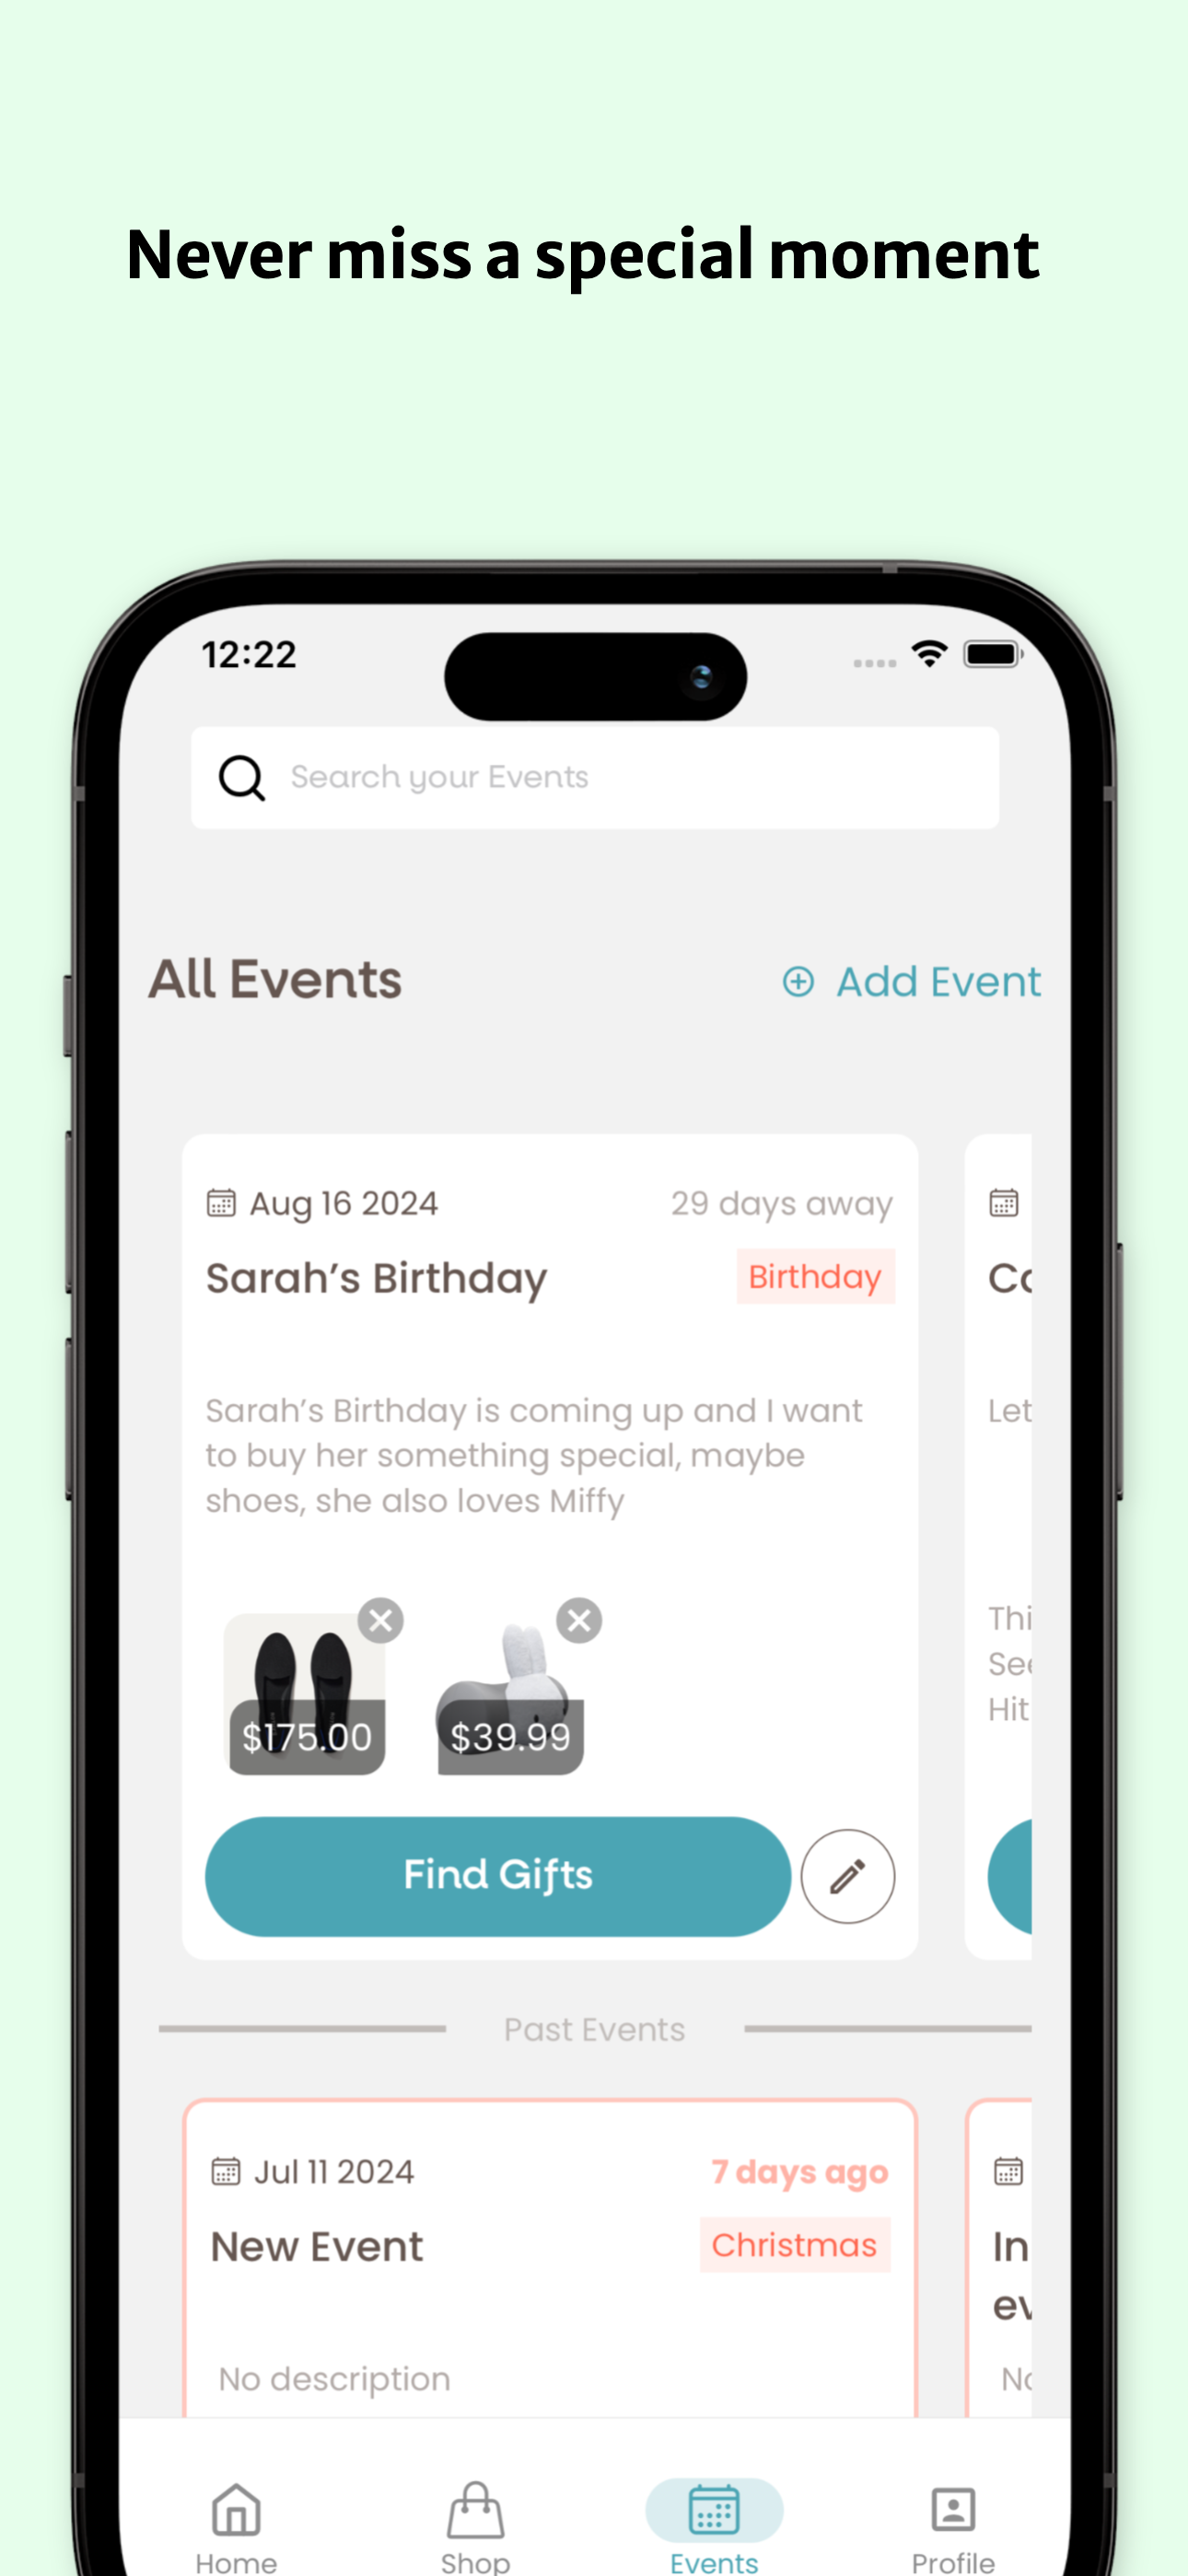 Never miss a special moment
12:22
Search your Events
All Events
Add Event
Aug 16 2024
29 days away
Sarah's Birthday
Birthday
Sarah's Birthday is coming up and I want
to buy her something special, maybe
shoes, she also loves Miffy
$175.00
$39.99
Find Gifts
Let
Thi
Hit
Past Events
Jul 11 2024
7 days ago
New Event
Christmas
No description
In
ev
Home
Shop
Events
Profile